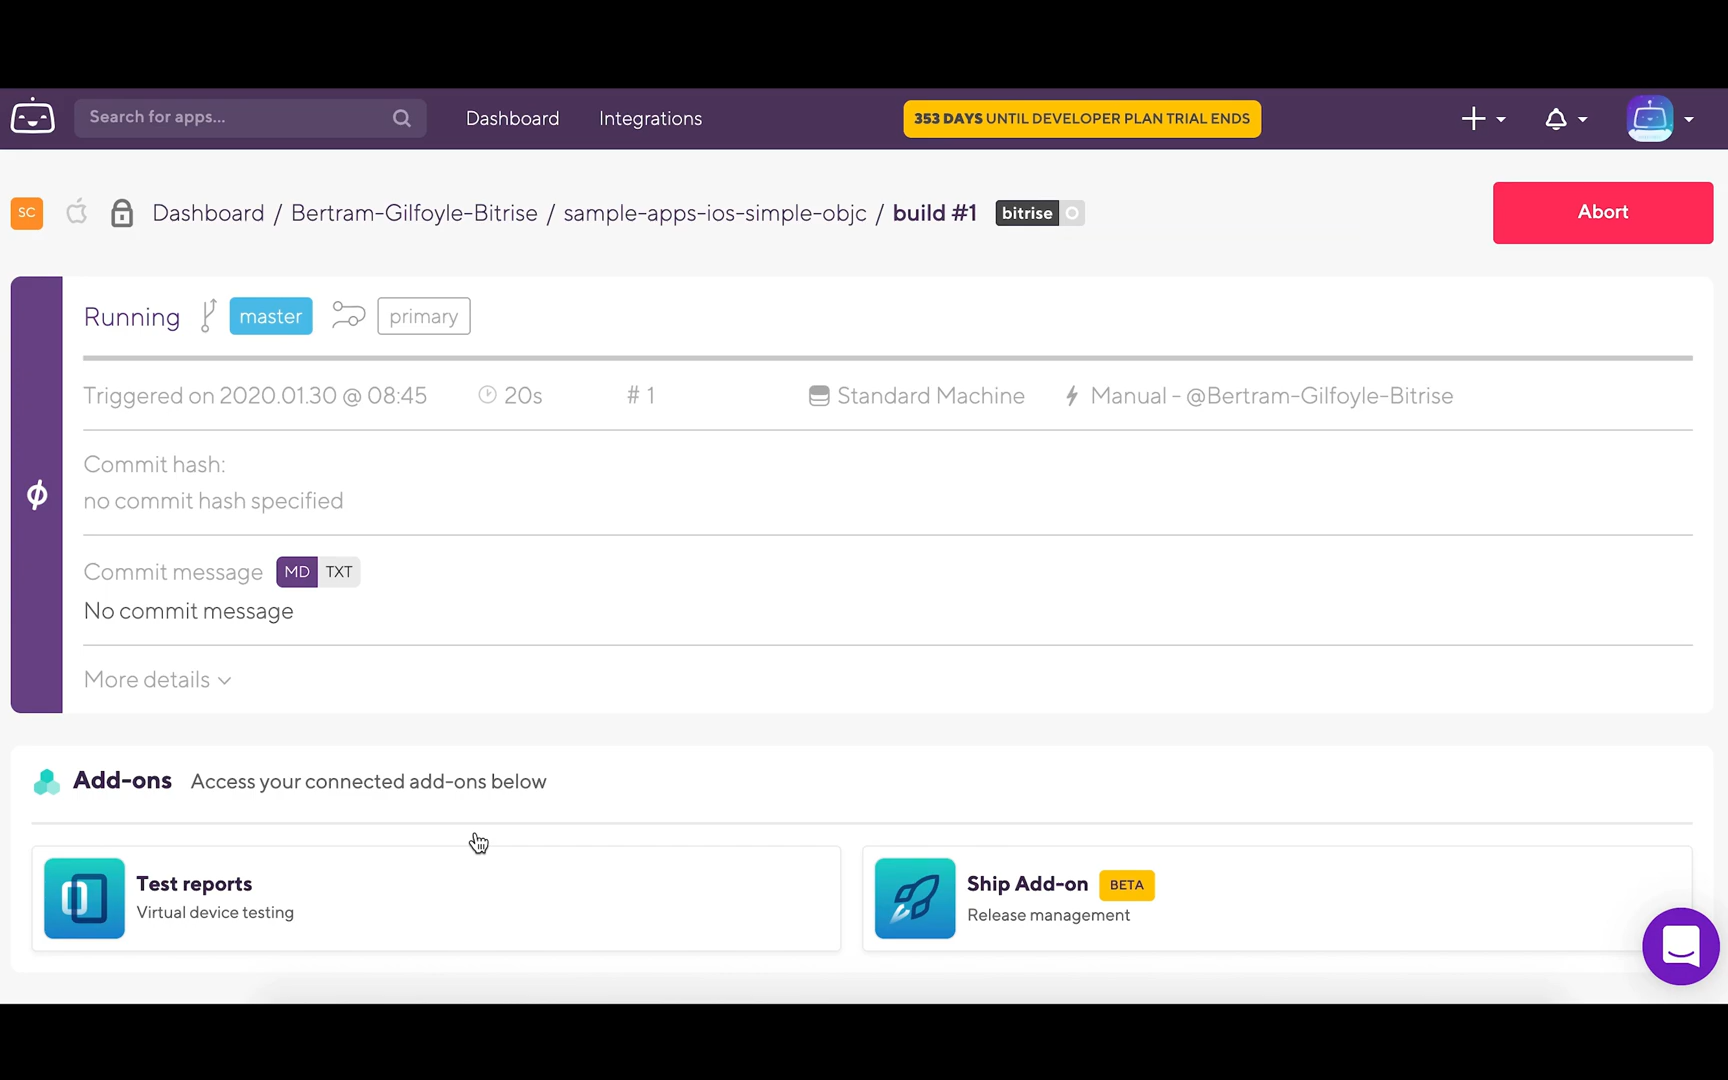 Search for apps...
Dashboard
Integrations
353 DAYS UNTIL DEVELOPER PLAN TRIAL ENDS
SC
Dashboard / Bertram-Gilfoyle-Bitrise / sample-apps-ios-simple-objc / build #1
bitrise
Abort
Running
master
primary
Triggered on 2020.01.30 @ 08:45
20s
# 1
Standard Machine
Manual - @Bertram-Gilfoyle-Bitrise
Commit hash:
no commit hash specified
Commit message
MD
TXT
No commit message
More details
Add-ons
Access your connected add-ons below
Test reports
Virtual device testing
Ship Add-on
BETA
Release management